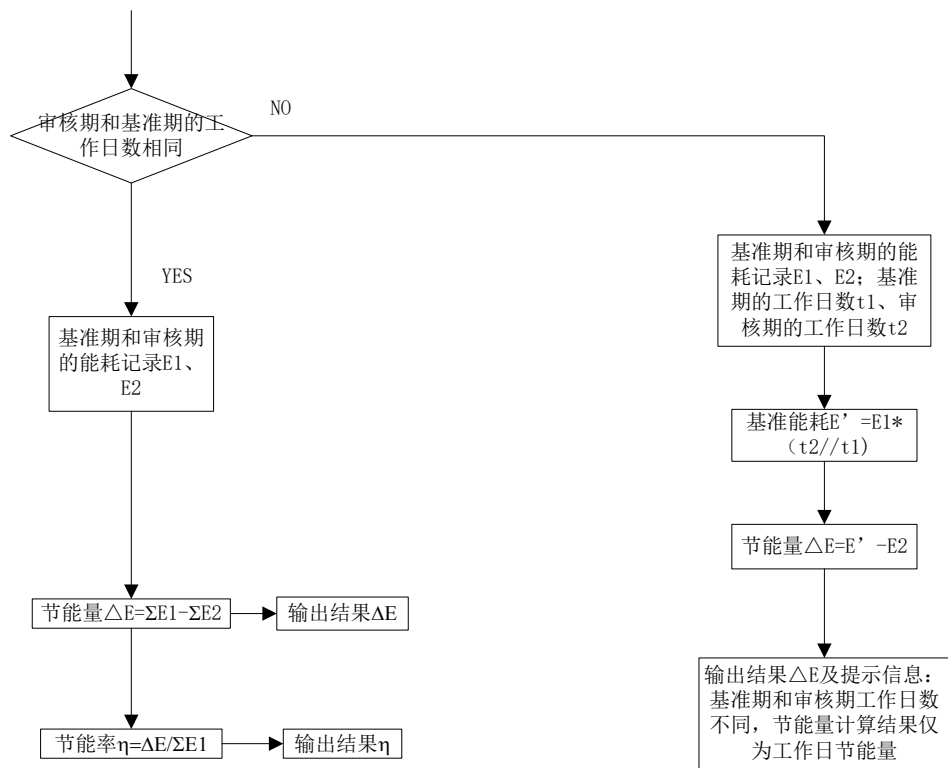 审核期和基准期的工
作日数相同
NO
YES
基准期和审核期
的能耗记录E1、
E2
节能量△E=ΣE1-ΣE2
输出结果ΔE
节能率η=ΔE/ΣE1
输出结果η
基准期和审核期的能
耗记录E1、E2；基准
期的工作日数t1、审
核期的工作日数t2
基准能耗E’=E1*
（t2//t1)
节能量△E=E’-E2
输出结果△E及提示信息：
基准期和审核期工作日数
不同，节能量计算结果仅
为工作日节能量